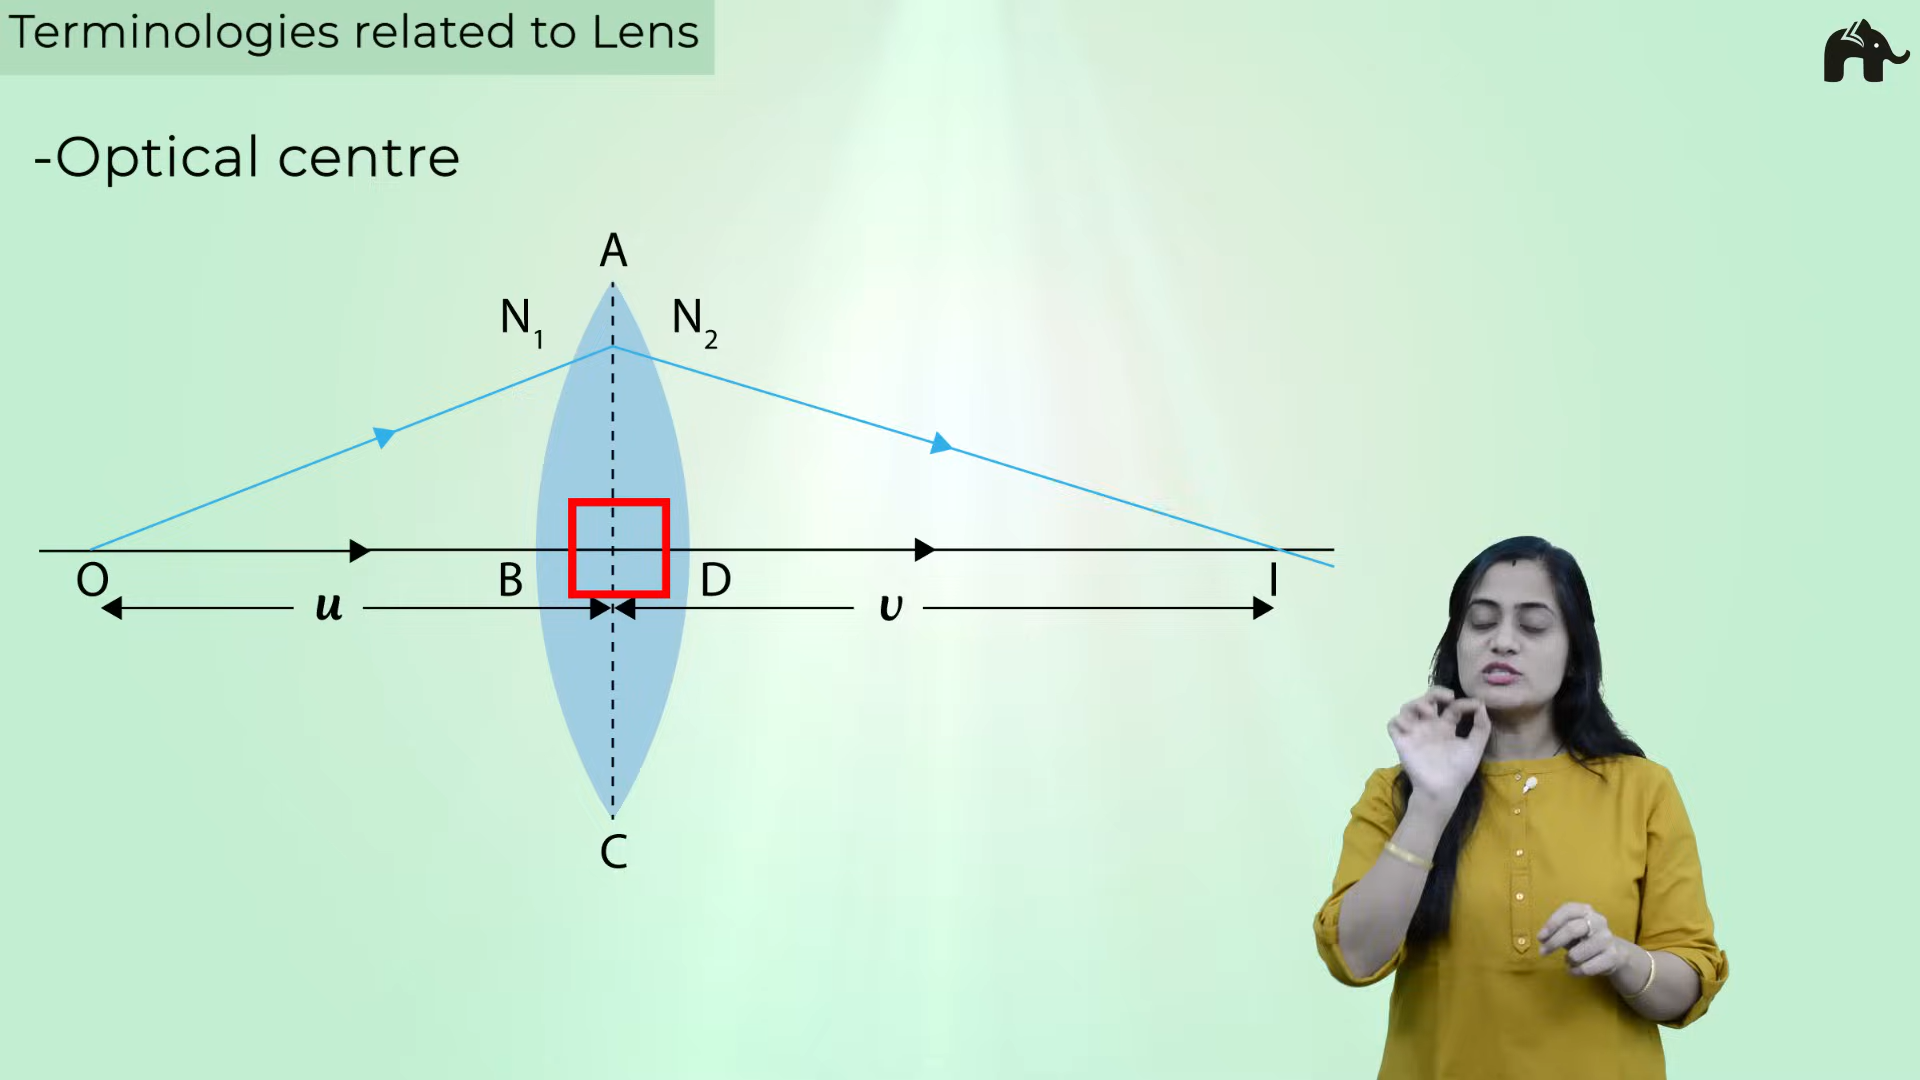 Terminologies related to Lens
-Optical centre
A
N1 N2
O B D I
u v
C